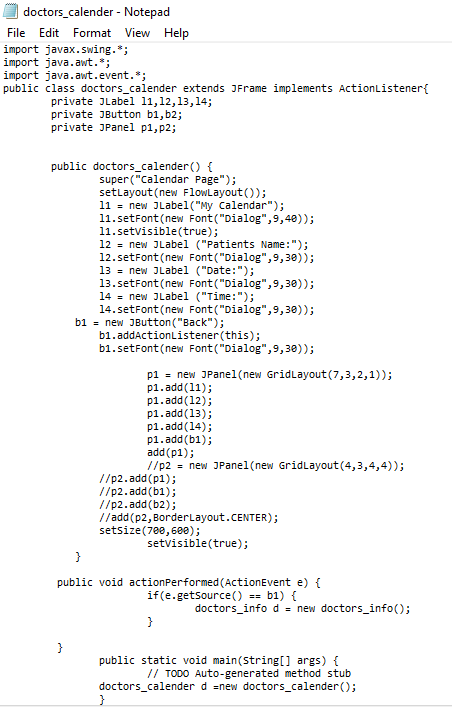 doctors_calender - Notepad
File Edit Format View Help
import javax.swing.*;
import java.awt.*;
import java.awt.event.*;
public class doctors_calender extends JFrame implements ActionListener{
private JLabel l1,l2,l3,l4;
private JButton b1,b2;
private JPanel p1,p2;
public doctors_calender() {
super("Calendar Page");
setLayout(new FlowLayout());
l1 = new JLabel("My Calendar");
l1.setFont(new Font("Dialog",9,40));
l1.setVisible(true);
l2 = new JLabel ("Patients Name:");
l2.setFont(new Font("Dialog",9,30));
l3 = new JLabel ("Date:");
l3.setFont(new Font("Dialog",9,30));
l4 = new JLabel ("Time:");
l4.setFont(new Font("Dialog",9,30));
b1 = new JButton("Back");
b1.addActionListener(this);
b1.setFont(new Font("Dialog",9,30));
p1 = new JPanel(new GridLayout(7,3,2,1));
p1.add(l1);
p1.add(l2);
p1.add(l3);
p1.add(l4);
p1.add(b1);
add(p1);
//p2 = new JPanel(new GridLayout(4,3,4,4));
//p2.add(p1);
//p2.add(b1);
//p2.add(b2);
//add(p2,BorderLayout.CENTER);
setSize(700,600);
setVisible(true);
}
public void actionPerformed(ActionEvent e) {
if(e.getSource() == b1) {
doctors_info d = new doctors_info();
}
}
public static void main(String[] args) {
// TODO Auto-generated method stub
doctors_calender d =new doctors_calender();
}